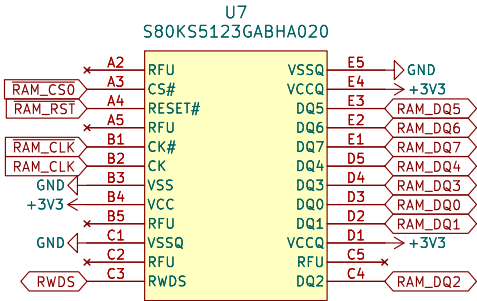 U7
S80KS5123GABHA020
A2 RFU VSSQ E5 GND
RAM_CS0 A3 CS# VCCQ E4 +3V3
RAM_RST A4 RESET# DQ5 E3 RAM_DQ5
A5 RFU DQ6 E2 RAM_DQ6
RAM_CLK B1 CK# DQ7 E1 RAM_DQ7
RAM_CLK B2 CK DQ4 D5 RAM_DQ4
GND B3 VSS DQ3 D4 RAM_DQ3
+3V3 B4 VCC DQ0 D3 RAM_DQ0
B5 RFU DQ1 D2 RAM_DQ1
GND C1 VSSQ VCCQ D1 +3V3
C2 RFU RFU C5
RWDS C3 RWDS DQ2 C4 RAM_DQ2